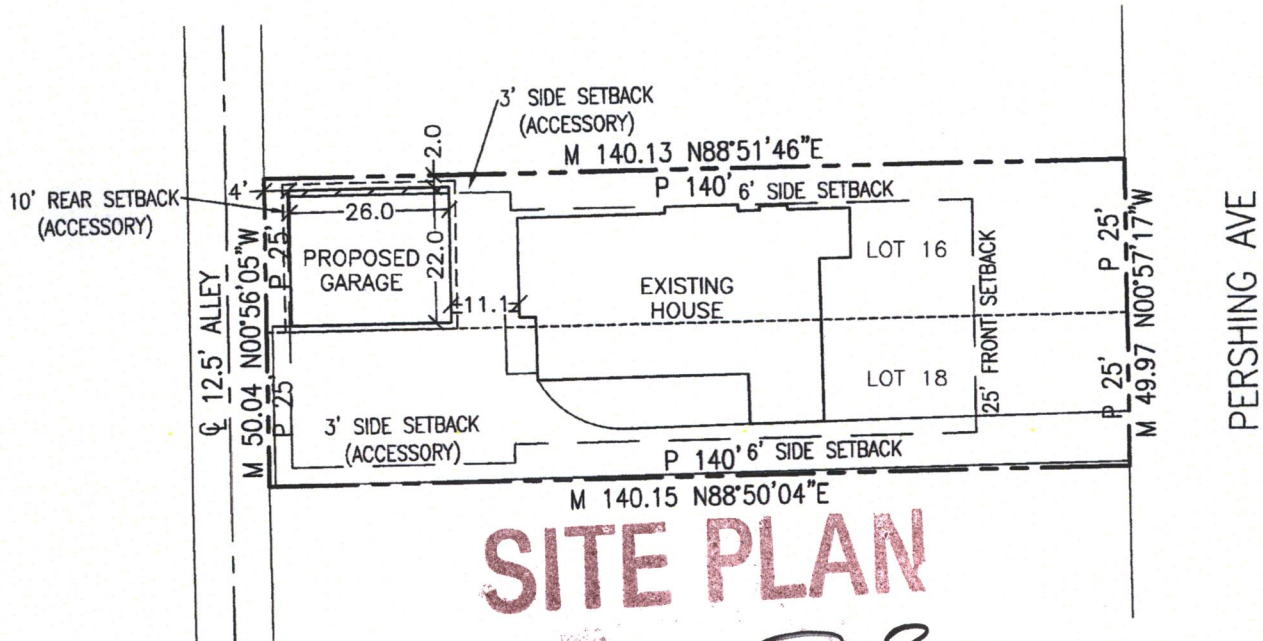 3' SIDE SETBACK
(ACCESSORY)
M 140.13 N88°51'46"E
P 140'
6' SIDE SETBACK
2.0
4'
10' REAR SETBACK
(ACCESSORY)
26.0
22.0
PROPOSED
GARAGE
11.1
EXISTING
HOUSE
LOT 16
LOT 18
25' FRONT SETBACK
P 25'
P 25'
M 50.04 N00°56'05"W
℄ 12.5' ALLEY
P 25'
P 25'
M 49.97 N00°57'17"W
PERSHING AVE
3' SIDE SETBACK
(ACCESSORY)
P 140'
6' SIDE SETBACK
M 140.15 N88°50'04"E
SITE PLAN